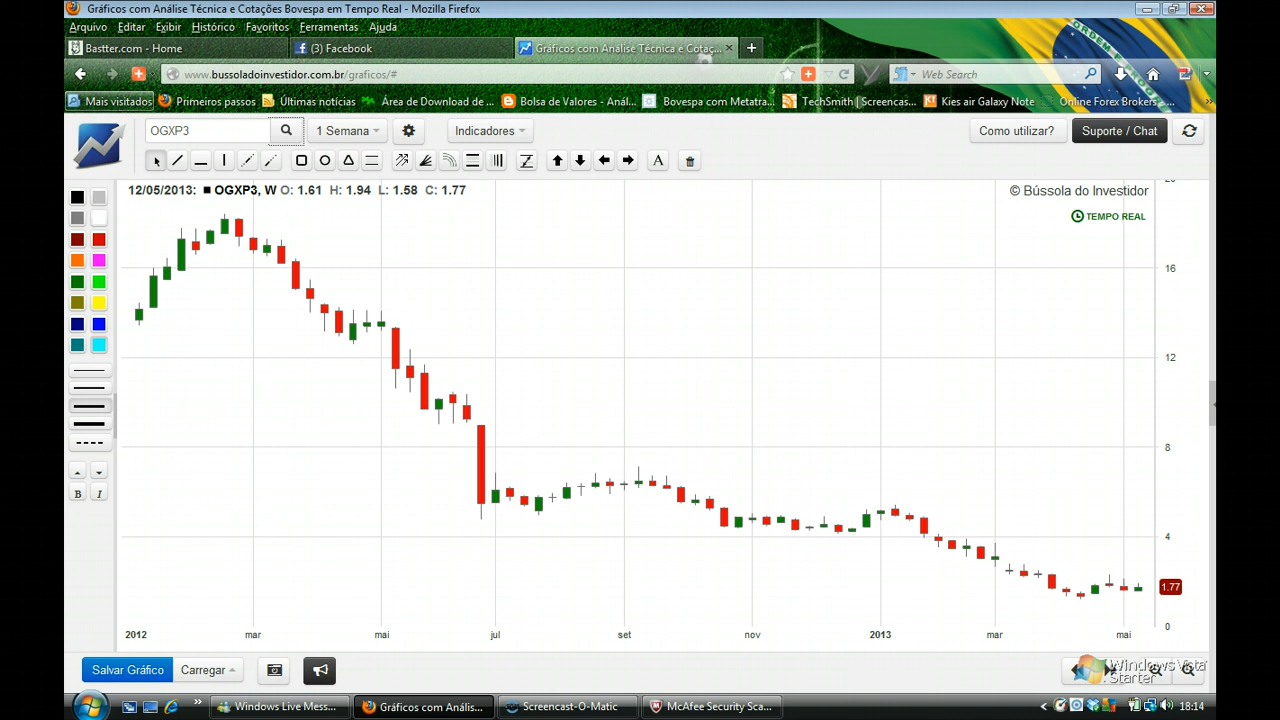 Gráficos com Análise Técnica e Cotações Bovespa em Tempo Real - Mozilla Firefox
Arquivo Editar Exibir Histórico Favoritos Ferramentas Ajuda
Bastter.com - Home (3) Facebook Gráficos com Análise Técnica e Cotaç...
www.bussoladoinvestidor.com.br/graficos/# Web Search
Mais visitados Primeiros passos Últimas notícias Área de Download de ... Bolsa de Valores - Anál... Bovespa com Metatra... TechSmith | Screencas... Kies air Galaxy Note Online Forex Brokers -...
OGXP3 1 Semana Indicadores Como utilizar? Suporte / Chat
A
12/05/2013: OGXP3, W O: 1.61 H: 1.94 L: 1.58 C: 1.77 © Bússola do Investidor
TEMPO REAL
16
12
8
4
1.77
0
B I
2012 mar mai jul set nov 2013 mar mai
Salvar Gráfico Carregar
Windows Vista
Starter
Windows Live Mess... Gráficos com Anális... Screencast-O-Matic McAfee Security Sca... 18:14